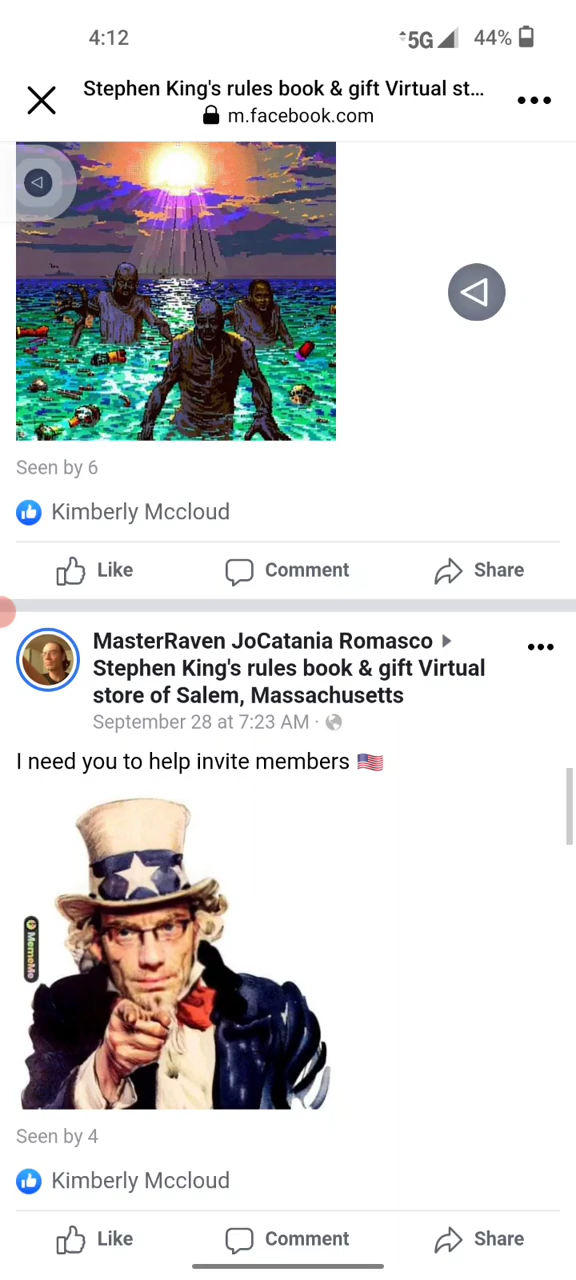 4:12
5G
44%
Stephen King's rules book & gift Virtual st...
m.facebook.com
Seen by 6
Kimberly Mccloud
Like
Comment
Share
MasterRaven JoCatania Romasco
Stephen King's rules book & gift Virtual
store of Salem, Massachusetts
September 28 at 7:23 AM ·
I need you to help invite members 🇺🇸
MemeMe
Seen by 4
Kimberly Mccloud
Like
Comment
Share